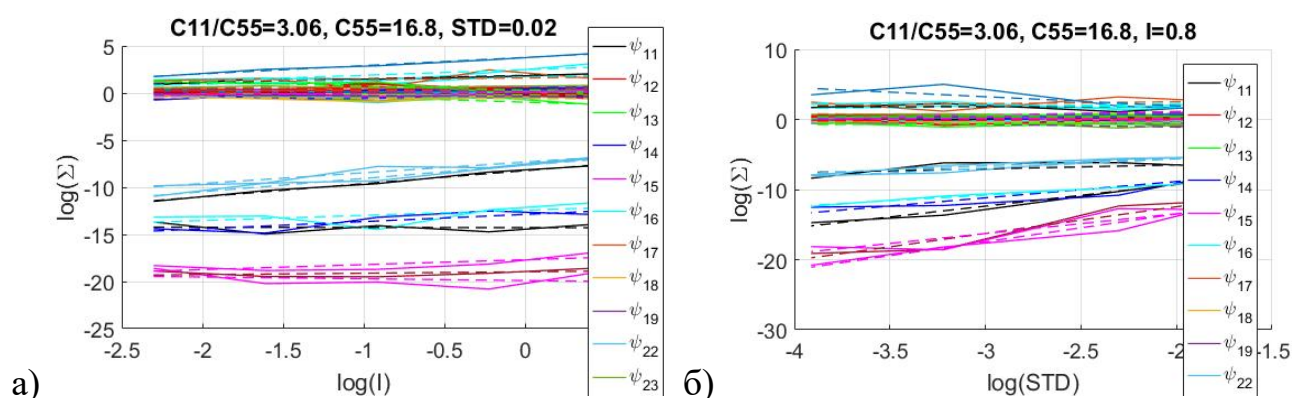 C11/C55=3.06, C55=16.8, STD=0.02
5
0
-5
-10
-15
-20
-25
log(Σ)
-2.5
-2
-1.5
-1
-0.5
0
log(I)
ψ11
ψ12
ψ13
ψ14
ψ15
ψ16
ψ17
ψ18
ψ19
ψ22
ψ23
а)
C11/C55=3.06, C55=16.8, I=0.8
10
0
-10
-20
-30
log(Σ)
-4
-3.5
-3
-2.5
-2
-1.5
log(STD)
ψ11
ψ12
ψ13
ψ14
ψ15
ψ16
ψ17
ψ18
ψ19
ψ22
б)